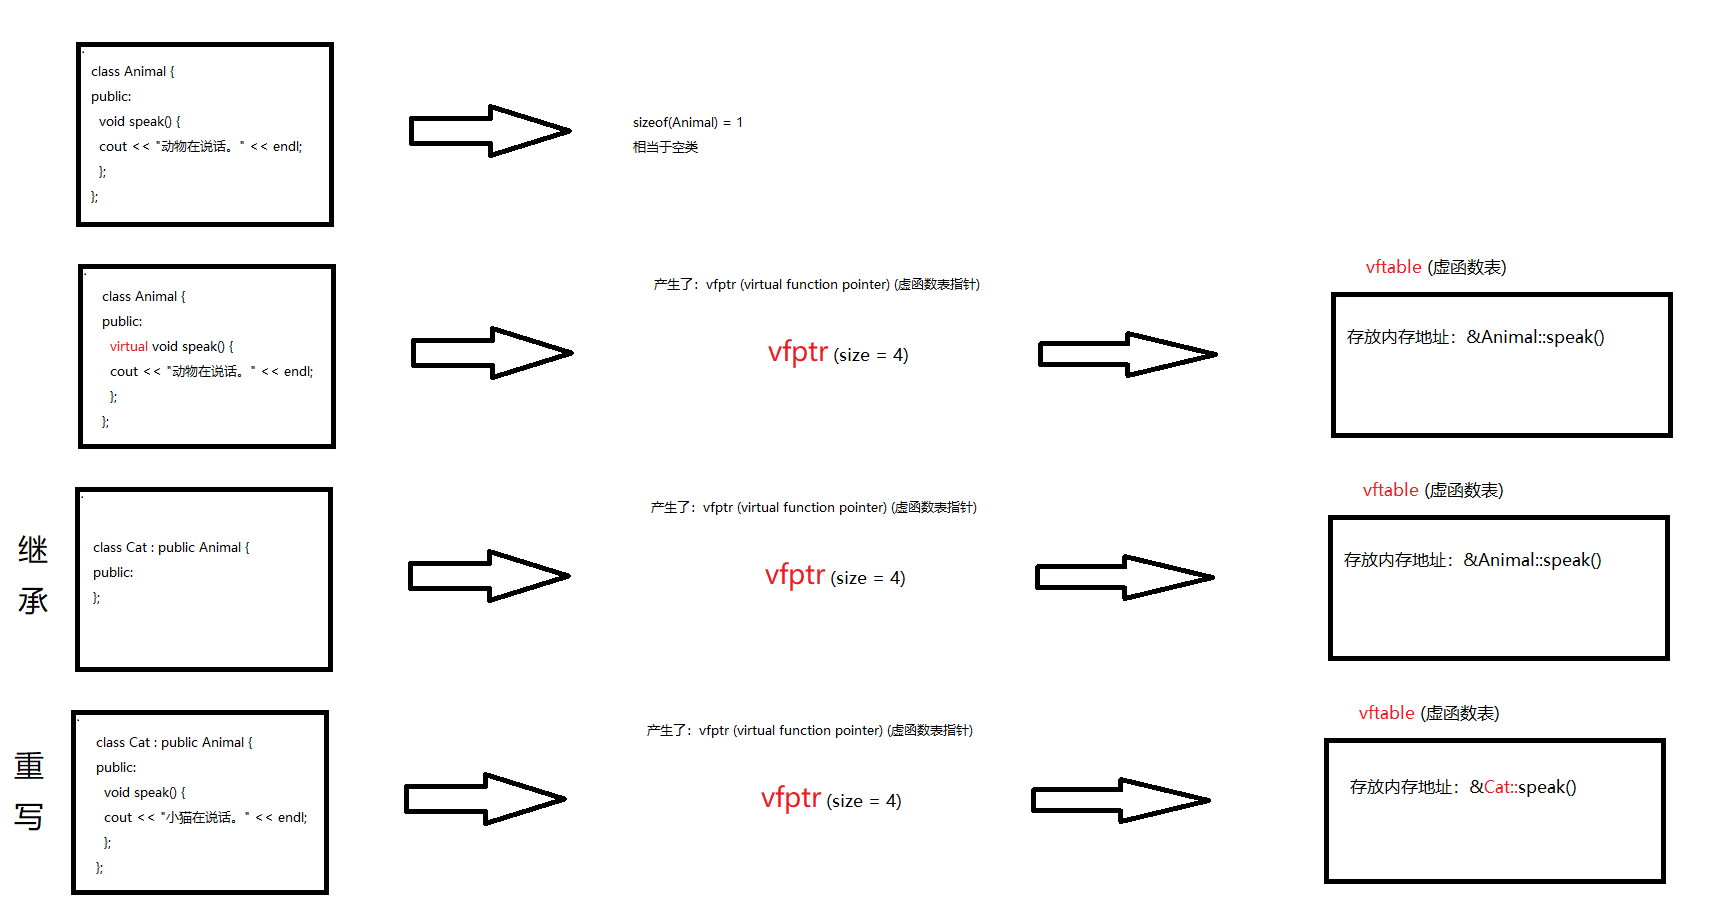 class Animal {
public:
void speak() {
cout << "动物在说话。" << endl;
};
};
sizeof(Animal) = 1
相当于空类
class Animal {
public:
virtual void speak() {
cout << "动物在说话。" << endl;
};
};
产生了：vfptr (virtual function pointer) (虚函数表指针)
vfptr (size = 4)
vftable (虚函数表)
存放内存地址：&Animal::speak()
继
承
class Cat : public Animal {
public:
};
产生了：vfptr (virtual function pointer) (虚函数表指针)
vfptr (size = 4)
vftable (虚函数表)
存放内存地址：&Animal::speak()
重
写
class Cat : public Animal {
public:
void speak() {
cout << "小猫在说话。" << endl;
};
};
产生了：vfptr (virtual function pointer) (虚函数表指针)
vfptr (size = 4)
vftable (虚函数表)
存放内存地址：&Cat::speak()